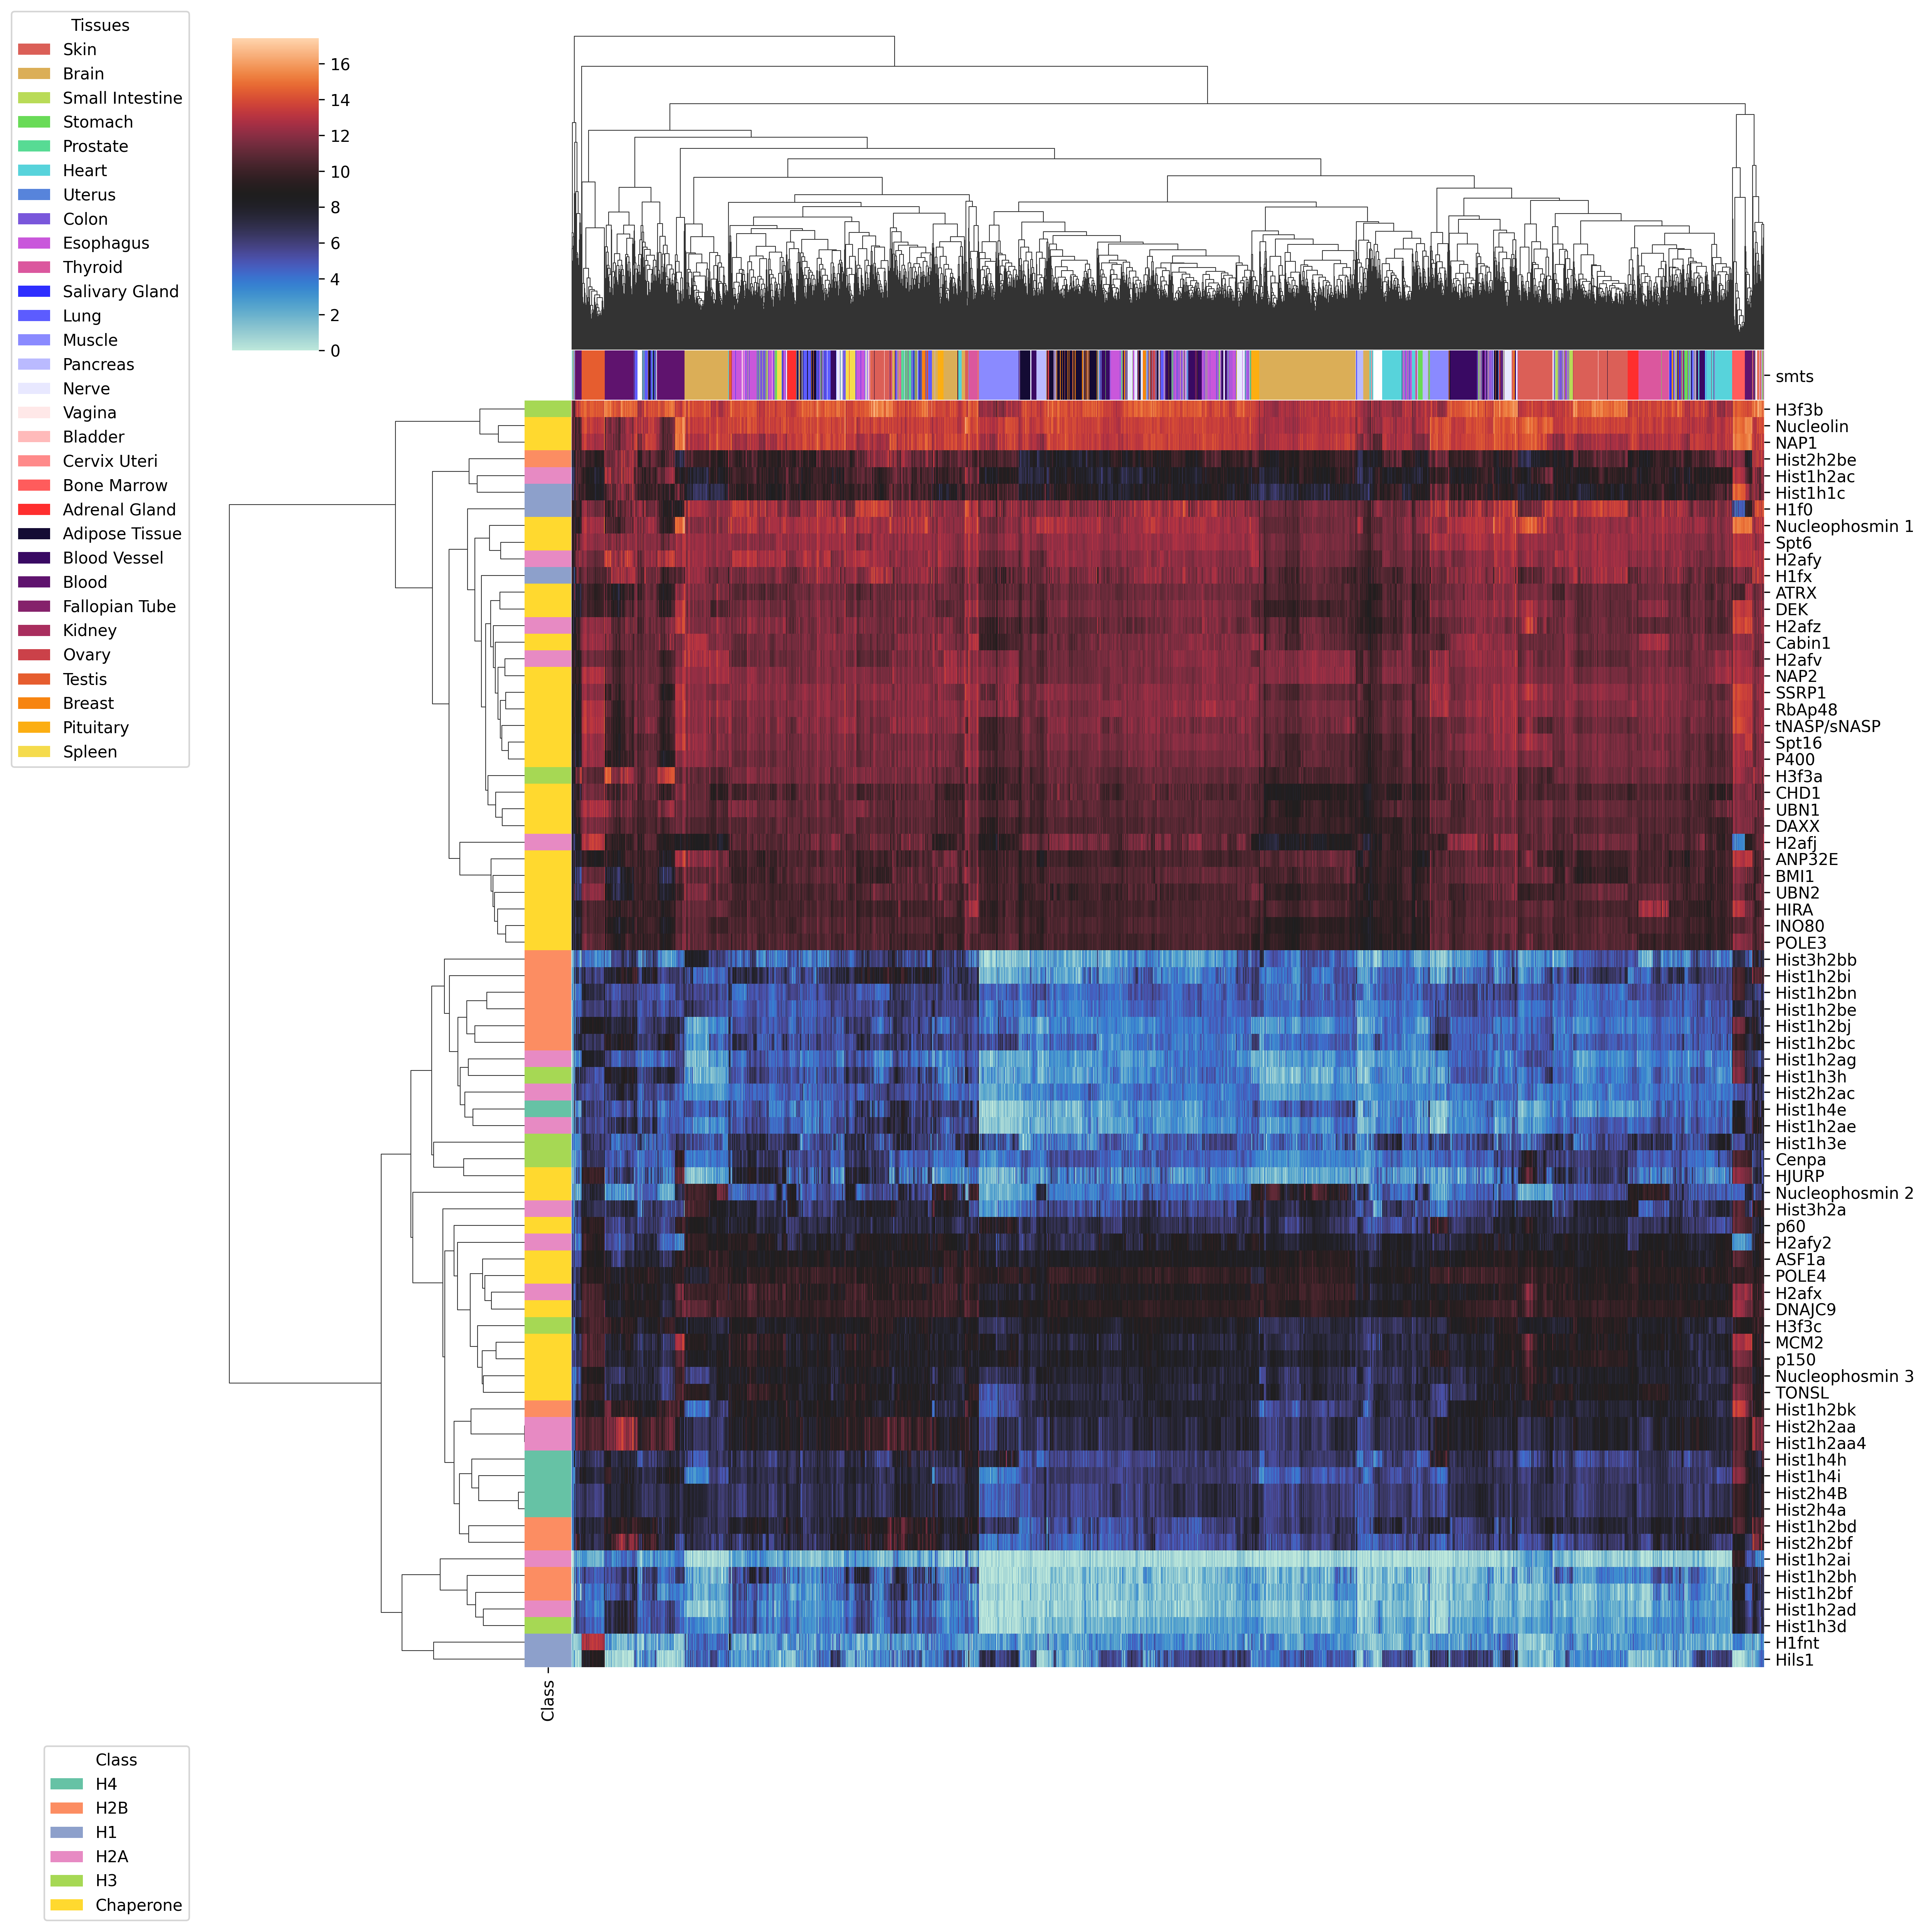 Tissues
Skin
Brain
Small Intestine
Stomach
Prostate
Heart
Uterus
Colon
Esophagus
Thyroid
Salivary Gland
Lung
Muscle
Pancreas
Nerve
Vagina
Bladder
Cervix Uteri
Bone Marrow
Adrenal Gland
Adipose Tissue
Blood Vessel
Blood
Fallopian Tube
Kidney
Ovary
Testis
Breast
Pituitary
Spleen
16
14
12
10
8
6
4
2
0
smts
H3f3b
Nucleolin
NAP1
Hist2h2be
Hist1h2ac
Hist1h1c
H1f0
Nucleophosmin 1
Spt6
H2afy
H1fx
ATRX
DEK
H2afz
Cabin1
H2afv
NAP2
SSRP1
RbAp48
tNASP/sNASP
Spt16
P400
H3f3a
CHD1
UBN1
DAXX
H2afj
ANP32E
BMI1
UBN2
HIRA
INO80
POLE3
Hist3h2bb
Hist1h2bi
Hist1h2bn
Hist1h2be
Hist1h2bj
Hist1h2bc
Hist1h2ag
Hist1h3h
Hist2h2ac
Hist1h4e
Hist1h2ae
Hist1h3e
Cenpa
HJURP
Nucleophosmin 2
Hist3h2a
p60
H2afy2
ASF1a
POLE4
H2afx
DNAJC9
H3f3c
MCM2
p150
Nucleophosmin 3
TONSL
Hist1h2bk
Hist2h2aa
Hist1h2aa4
Hist1h4h
Hist1h4i
Hist2h4B
Hist2h4a
Hist1h2bd
Hist2h2bf
Hist1h2ai
Hist1h2bh
Hist1h2bf
Hist1h2ad
Hist1h3d
H1fnt
Hils1
Class
Class
H4
H2B
H1
H2A
H3
Chaperone